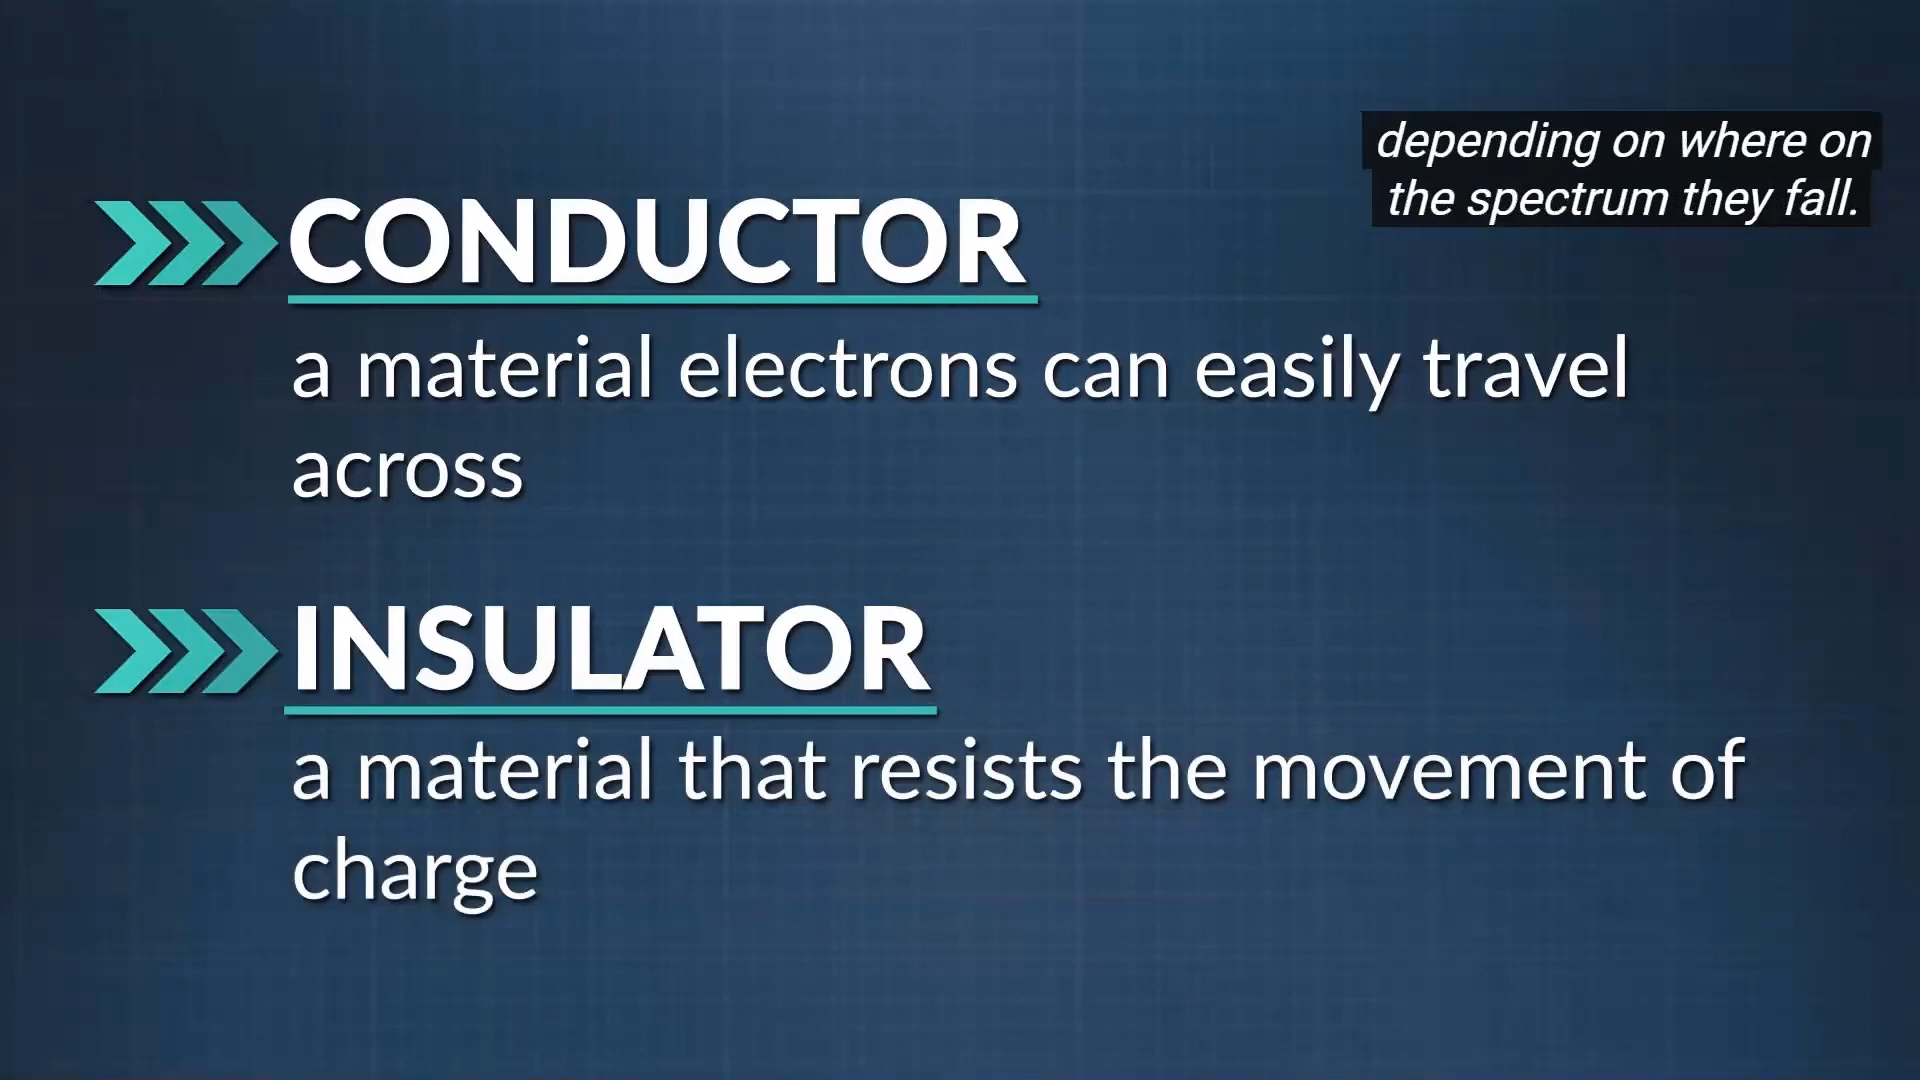 depending on where on
the spectrum they fall.
CONDUCTOR
a material electrons can easily travel
across
INSULATOR
a material that resists the movement of
charge